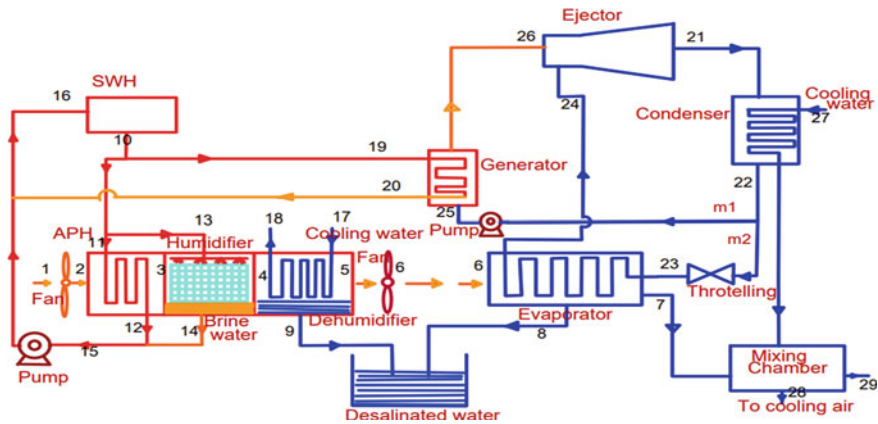 Ejector
26
21
SWH
16
24
Cooling
water
Condenser
27
10
19
Generator
20
22
25
m1
Pump
13
18
17
m2
APH
11
Humidifier
Cooling water
Fan
1
2
3
4
5
6
6
23
Fan
Throtelling
Evaporator
12
Brine
water
9
Dehumidifier
8
7
14
15
Pump
Mixing
Chamber
29
28
To cooling air
Desalinated water